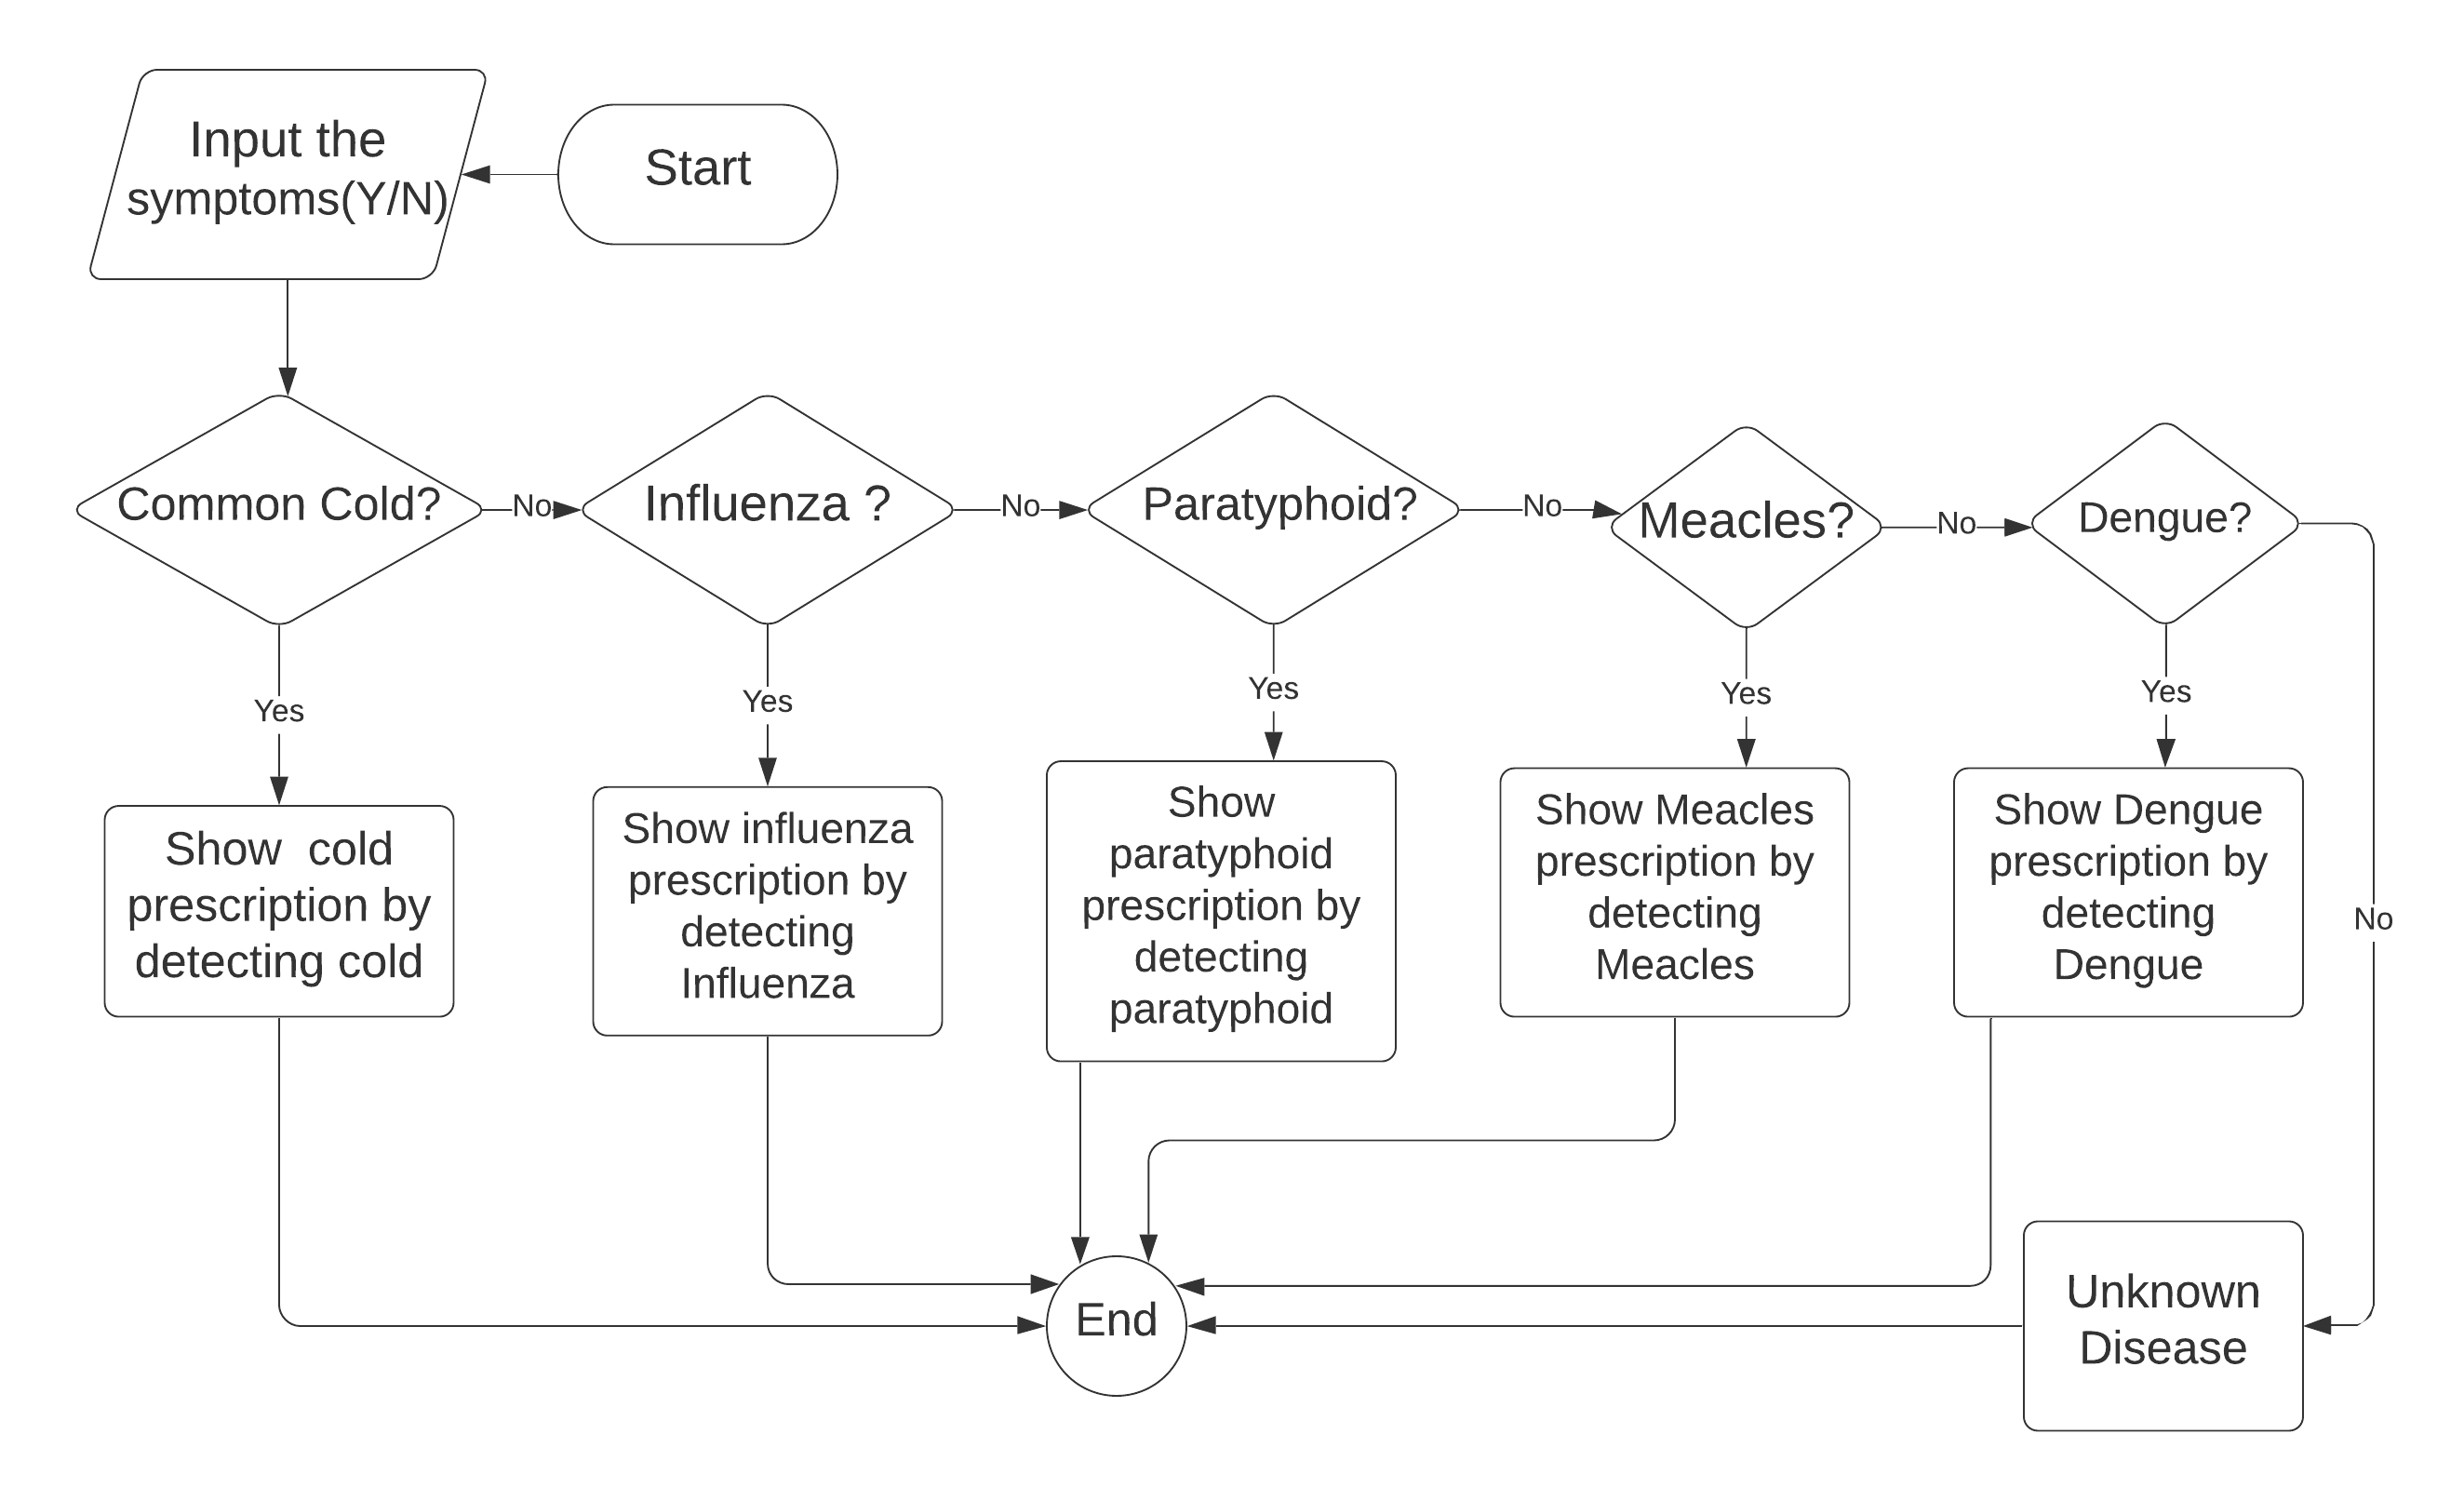 Input the
symptoms(Y/N)
Start
Common Cold?
No
Influenza ?
No
Paratyphoid?
No
Meacles?
No
Dengue?
Yes
Yes
Yes
Yes
Yes
No
Show cold
prescription by
detecting cold
Show influenza
prescription by
detecting
Influenza
Show
paratyphoid
prescription by
detecting
paratyphoid
Show Meacles
prescription by
detecting
Meacles
Show Dengue
prescription by
detecting
Dengue
End
Unknown
Disease